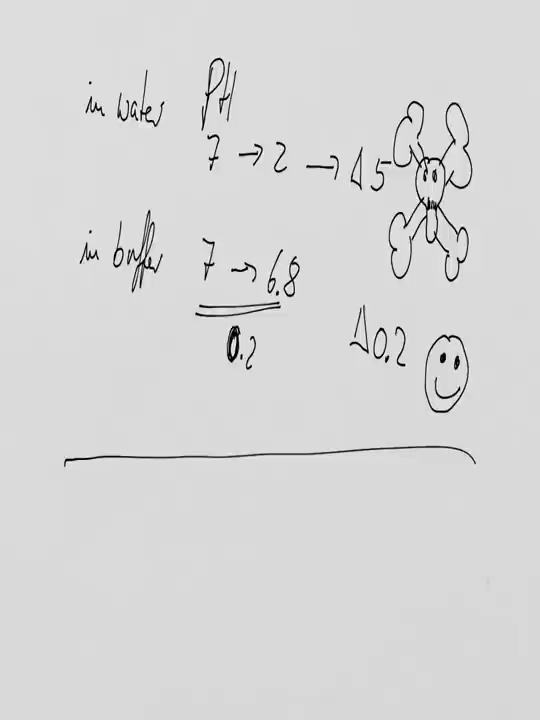 in water PH
7 → 2 → Δ5
in buffer 7 → 6.8
0.2
Δ0.2